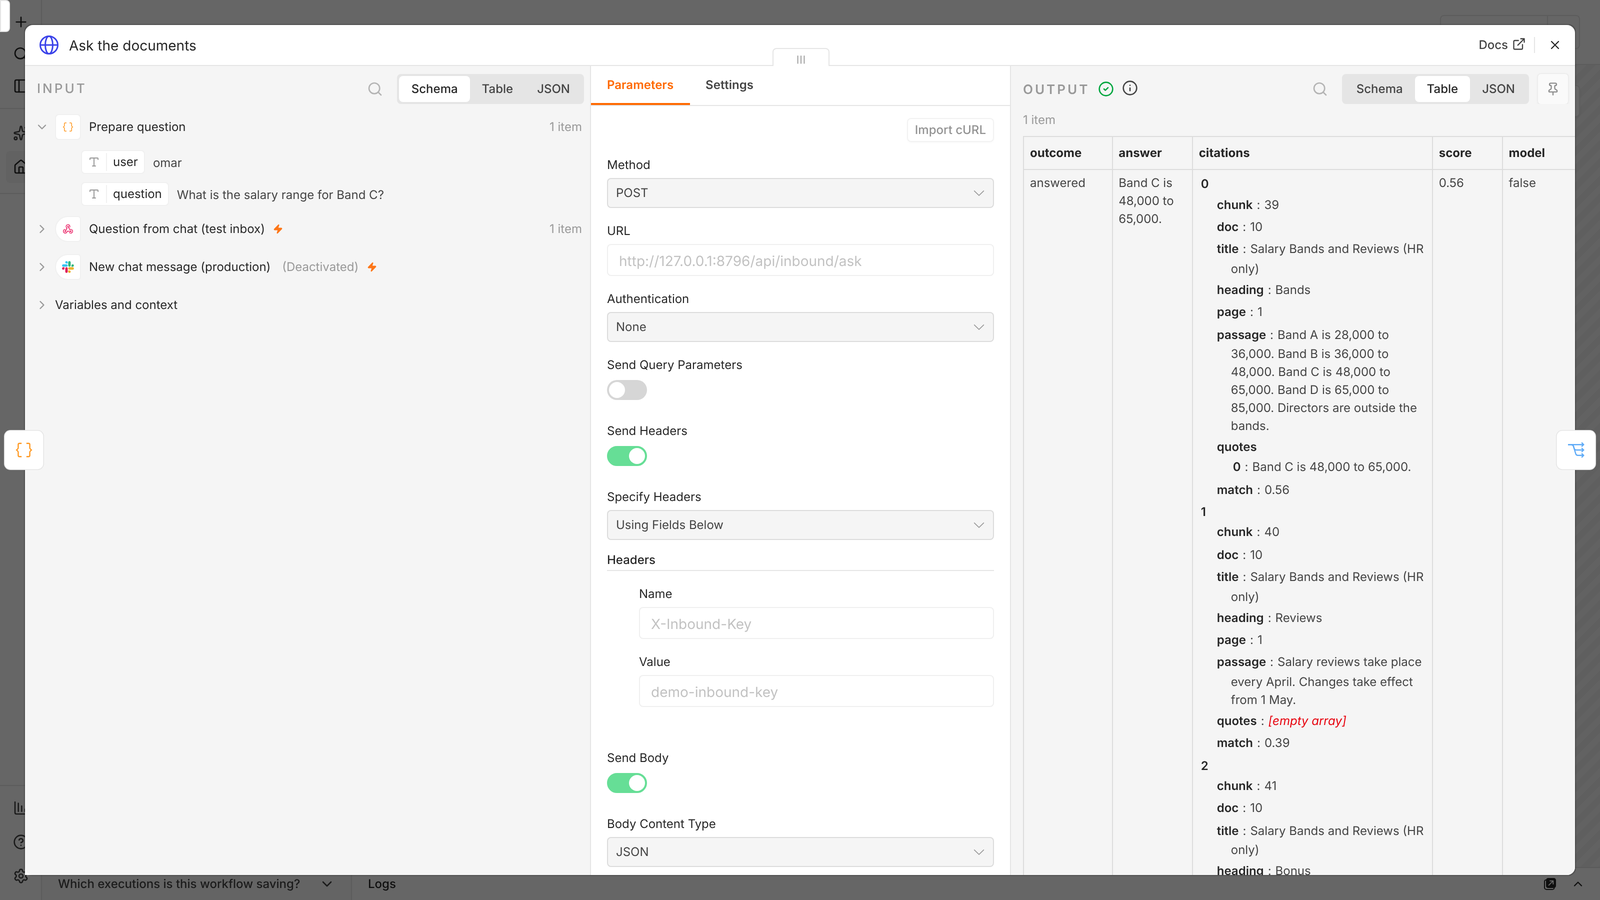 Ask the documents
Docs
INPUT
Schema
Table
JSON
Prepare question
1 item
T user omar
T question What is the salary range for Band C?
Question from chat (test inbox)
1 item
New chat message (production) (Deactivated)
Variables and context
Parameters
Settings
Import cURL
Method
POST
URL
http://127.0.0.1:8796/api/inbound/ask
Authentication
None
Send Query Parameters
Send Headers
Specify Headers
Using Fields Below
Headers
Name
X-Inbound-Key
Value
demo-inbound-key
Send Body
Body Content Type
JSON
OUTPUT
Schema
Table
JSON
1 item
outcome
answer
citations
score
model
answered
Band C is
48,000 to
65,000.
0
chunk : 39
doc : 10
title : Salary Bands and Reviews (HR
only)
heading : Bands
page : 1
passage : Band A is 28,000 to
36,000. Band B is 36,000 to
48,000. Band C is 48,000 to
65,000. Band D is 65,000 to
85,000. Directors are outside the
bands.
quotes
0 : Band C is 48,000 to 65,000.
match : 0.56
1
chunk : 40
doc : 10
title : Salary Bands and Reviews (HR
only)
heading : Reviews
page : 1
passage : Salary reviews take place
every April. Changes take effect
from 1 May.
quotes : [empty array]
match : 0.39
2
chunk : 41
doc : 10
title : Salary Bands and Reviews (HR
only)
heading : Bonus
0.56
false
Which executions is this workflow saving?
Logs